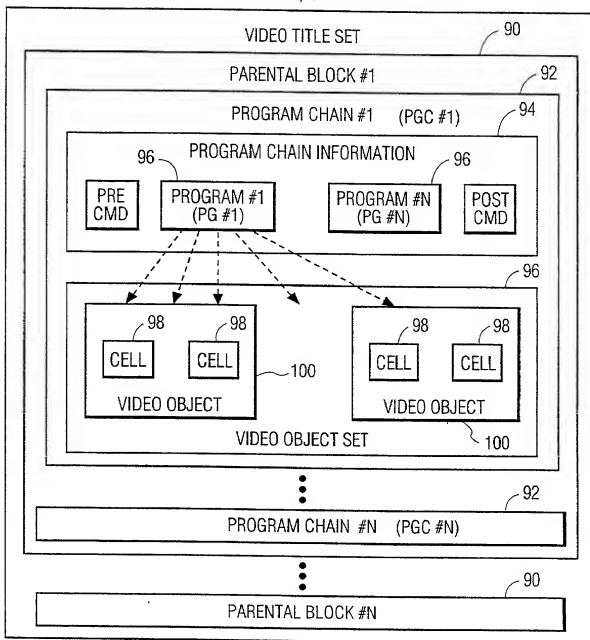 VIDEO TITLE SET
90
PARENTAL BLOCK #1
92
PROGRAM CHAIN #1 (PGC #1)
94
PROGRAM CHAIN INFORMATION
96
96
PRE
CMD
PROGRAM #1
(PG #1)
PROGRAM #N
(PG #N)
POST
CMD
96
98
98
98
98
CELL
CELL
CELL
CELL
100
VIDEO OBJECT
VIDEO OBJECT
VIDEO OBJECT SET
100
92
PROGRAM CHAIN #N (PGC #N)
90
PARENTAL BLOCK #N